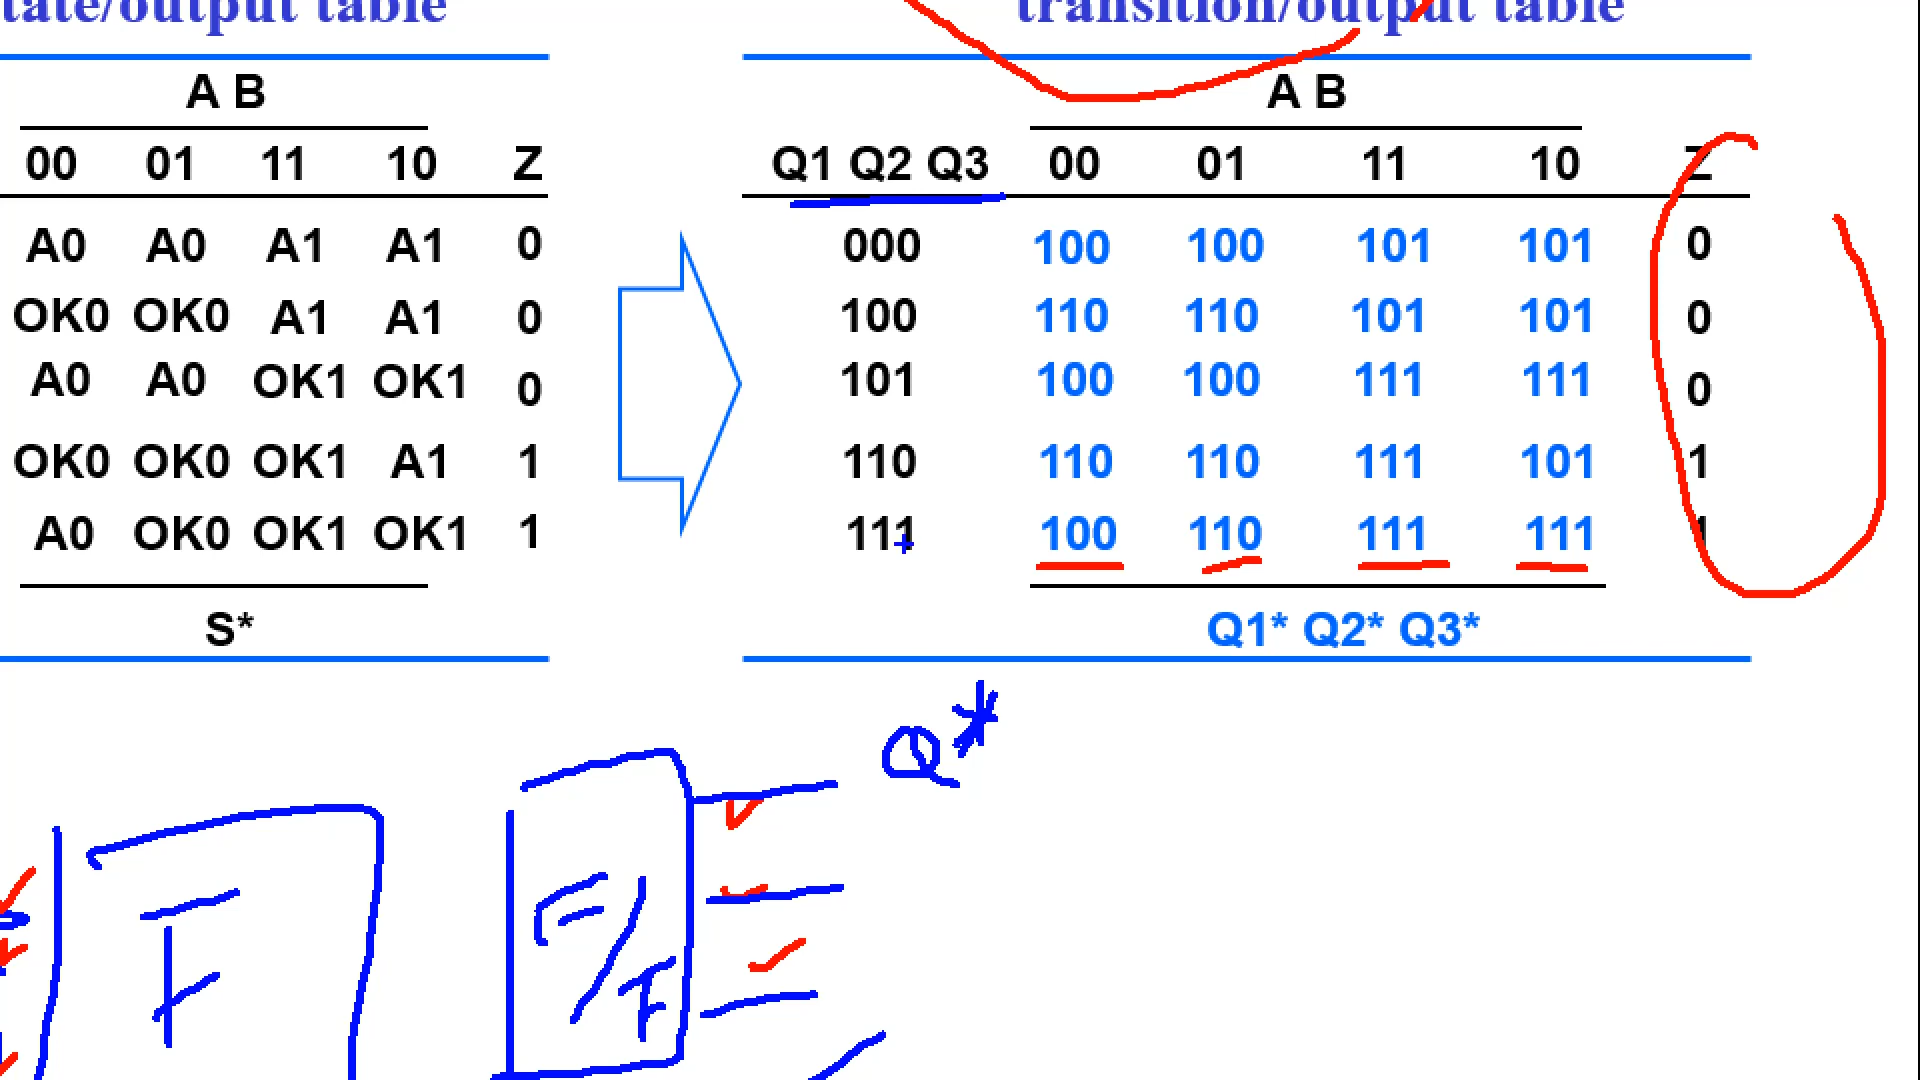 tate/output table transition/output table
A B A B
00 01 11 10 Z Q1 Q2 Q3 00 01 11 10 Z
A0 A0 A1 A1 0 000 100 100 101 101 0
OK0 OK0 A1 A1 0 100 110 110 101 101 0
A0 A0 OK1 OK1 0 101 100 100 111 111 0
OK0 OK0 OK1 A1 1 110 110 110 111 101 1
A0 OK0 OK1 OK1 1 111 100 110 111 111 1
S* Q1* Q2* Q3*
Q*
F F/F